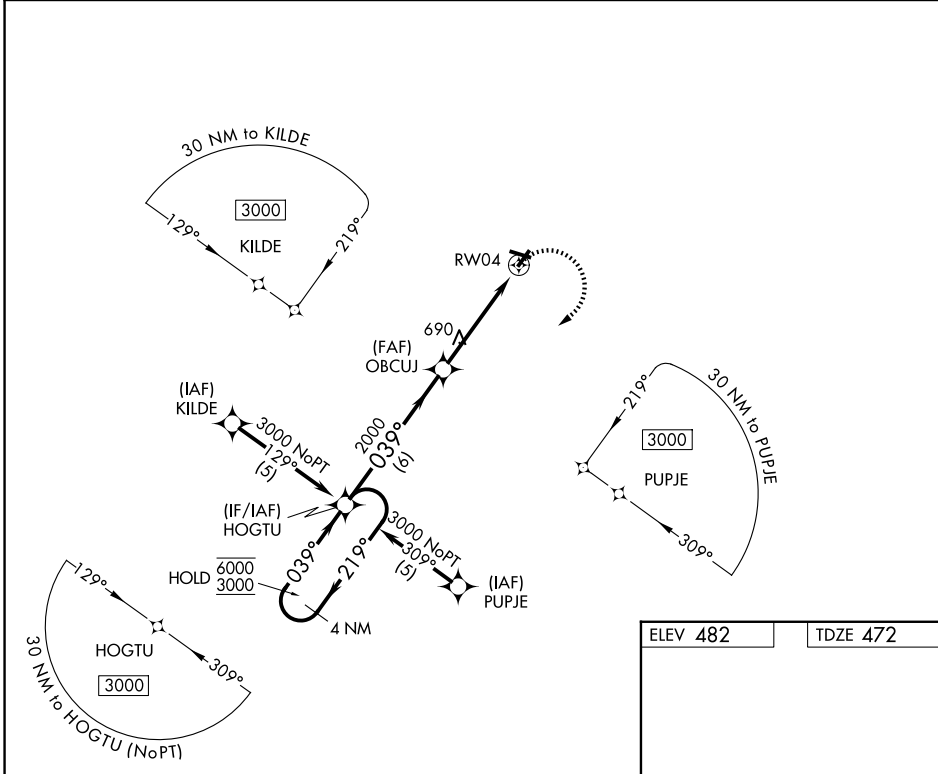 30 NM to KILDE
3000
KILDE
129°
219°
RW04
690
(FAF)
OBCUJ
(IAF)
KILDE
3000 NoPT
129°
(5)
2000
039°
(6)
(IF/IAF)
HOGTU
3000 NoPT
309°
(5)
(IAF)
PUPJE
HOLD
6000
3000
039°
219°
4 NM
219°
30 NM to PUPJE
3000
PUPJE
309°
129°
HOGTU
3000
309°
30 NM to HOGTU (NoPT)
ELEV 482
TDZE 472